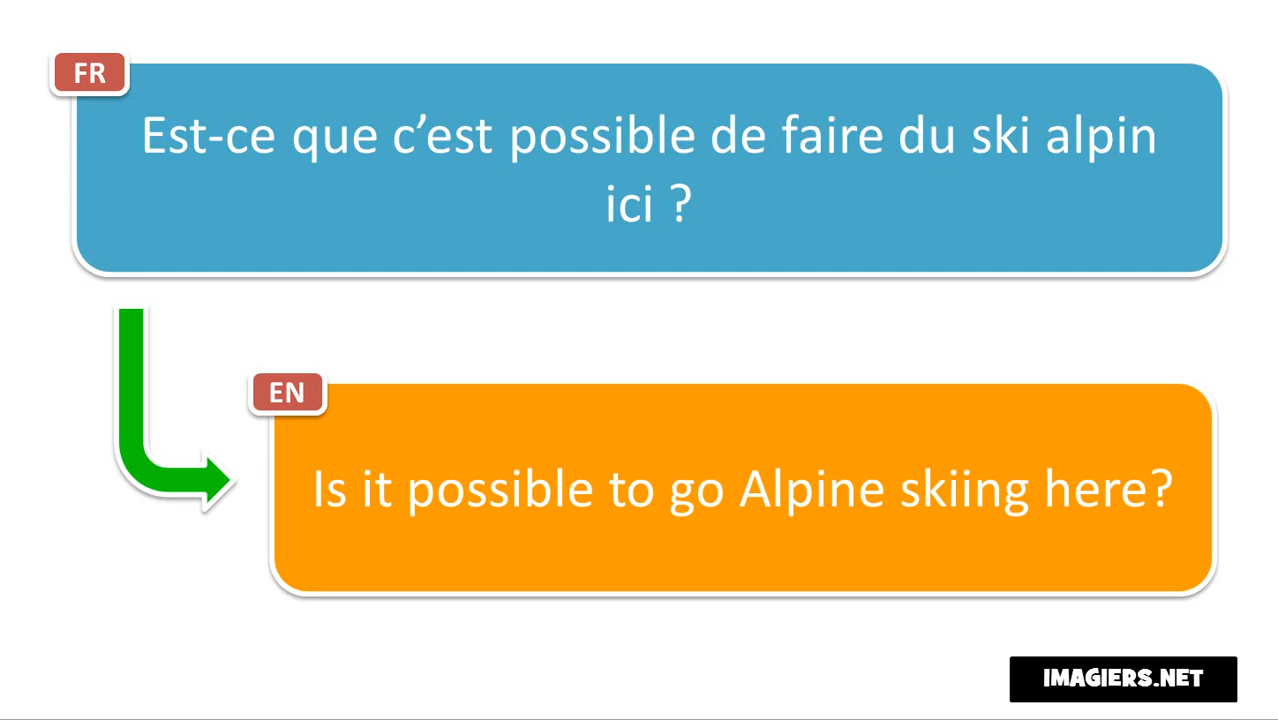 FR
Est-ce que c’est possible de faire du ski alpin
ici ?
EN
Is it possible to go Alpine skiing here?
IMAGIERS.NET